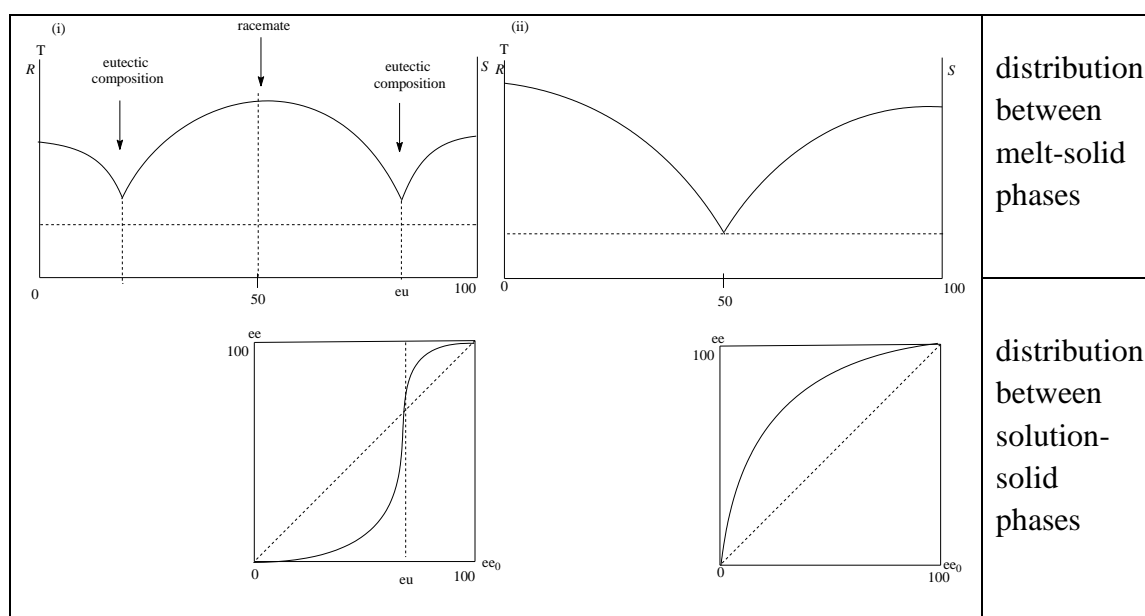 (i)
T
R
eutectic
composition
racemate
eutectic
composition
S
0
50
eu
100
(ii)
T
R
S
0
50
100
distribution
between
melt-solid
phases
ee
100
0
eu
100
ee₀
ee
100
0
100
ee₀
distribution
between
solution-
solid
phases